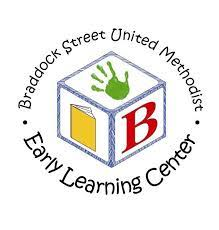 Braddock Street United Methodist
B
• Early Learning Center •